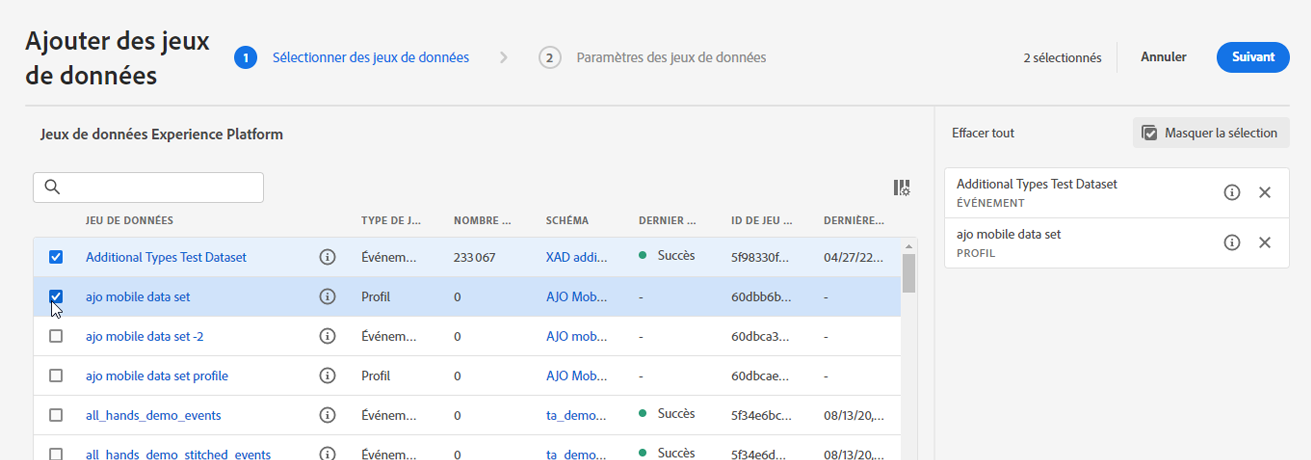 Ajouter des jeux
de données
1 Sélectionner des jeux de données
2 Paramètres des jeux de données
2 sélectionnés
Annuler
Suivant
Jeux de données Experience Platform
Effacer tout
Masquer la sélection
JEU DE DONNÉES TYPE DE J... NOMBRE ... SCHÉMA DERNIER ... ID DE JEU ... DERNIÈRE...
Additional Types Test Dataset Événem... 233 067 XAD addi... Succès 5f98330f... 04/27/22...
ajo mobile data set Profil 0 AJO Mob... - 60dbb6b... -
ajo mobile data set -2 Événem... 0 AJO mob... - 60dbca3... -
ajo mobile data set profile Profil 0 AJO Mob... - 60dbcae... -
all_hands_demo_events Événem... 0 ta_demo... Succès 5f34e6bc... 08/13/20,...
all_hands_demo_stitched_events Événem... 0 ta_demo... Succès 5f34e6d... 08/13/20,...
Additional Types Test Dataset
ÉVÉNEMENT
ajo mobile data set
PROFIL